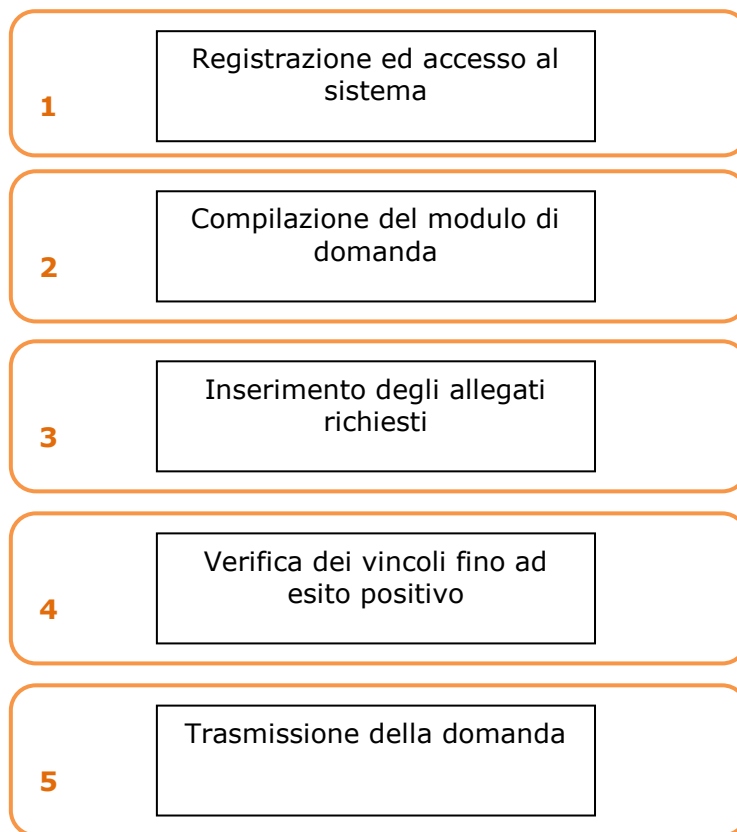 Registrazione ed accesso al
sistema
1
Compilazione del modulo di
domanda
2
Inserimento degli allegati
richiesti
3
Verifica dei vincoli fino ad
esito positivo
4
Trasmissione della domanda
5